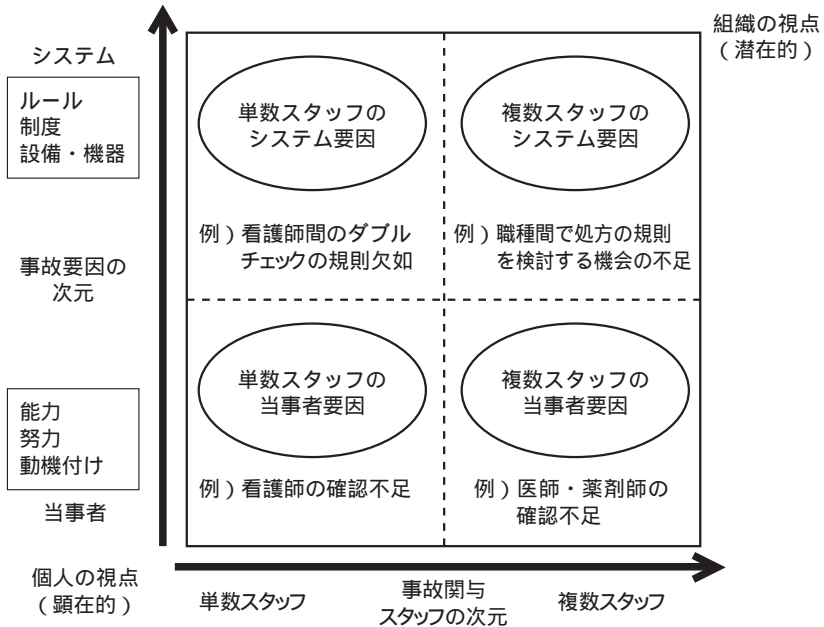 組織の視点
(潜在的)
システム
ルール
制度
設備・機器
単数スタッフの
システム要因
複数スタッフの
システム要因
例)看護師間のダブル
チェックの規則欠如
例)職種間で処方の規則
を検討する機会の不足
事故要因の
次元
単数スタッフの
当事者要因
複数スタッフの
当事者要因
能力
努力
動機付け
例)看護師の確認不足
例)医師・薬剤師の
確認不足
当事者
個人の視点
(顕在的)
単数スタッフ
事故関与
スタッフの次元
複数スタッフ